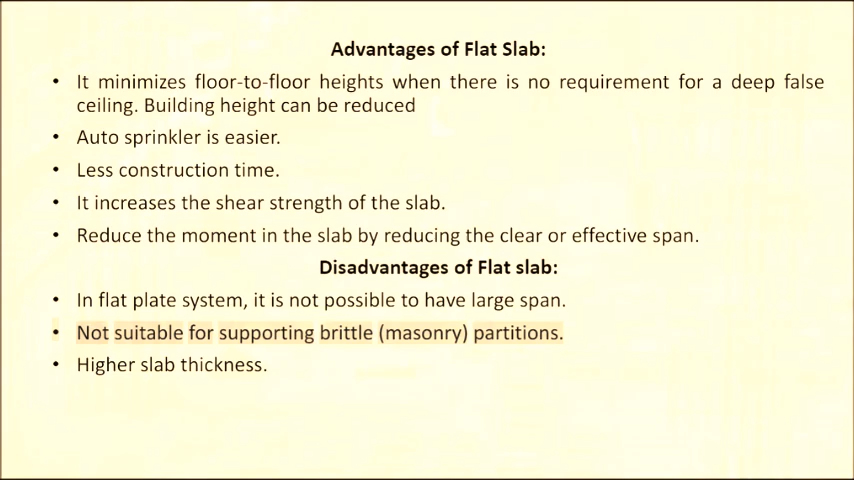 Advantages of Flat Slab:
• It minimizes floor-to-floor heights when there is no requirement for a deep false
ceiling. Building height can be reduced
• Auto sprinkler is easier.
• Less construction time.
• It increases the shear strength of the slab.
• Reduce the moment in the slab by reducing the clear or effective span.
Disadvantages of Flat slab:
• In flat plate system, it is not possible to have large span.
• Not suitable for supporting brittle (masonry) partitions.
• Higher slab thickness.